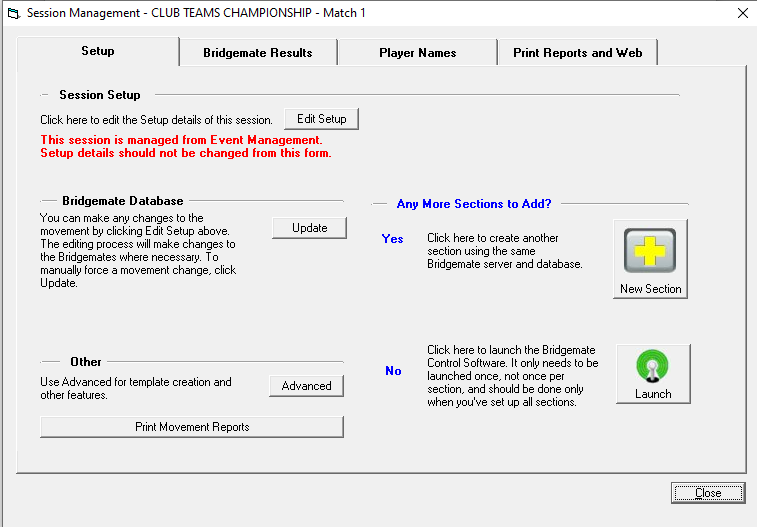 Session Management - CLUB TEAMS CHAMPIONSHIP - Match 1
Setup
Bridgemate Results
Player Names
Print Reports and Web
Session Setup
Click here to edit the Setup details of this session.
Edit Setup
This session is managed from Event Management.
Setup details should not be changed from this form.
Bridgemate Database
You can make any changes to the
movement by clicking Edit Setup above.
The editing process will make changes to
the Bridgemates where necessary. To
manually force a movement change, click
Update.
Update
Any More Sections to Add?
Yes
Click here to create another
section using the same
Bridgemate server and database.
New Section
Other
Use Advanced for template creation and
other features.
Advanced
Print Movement Reports
No
Click here to launch the Bridgemate
Control Software. It only needs to be
launched once, not once per
section, and should be done only
when you've set up all sections.
Launch
Close